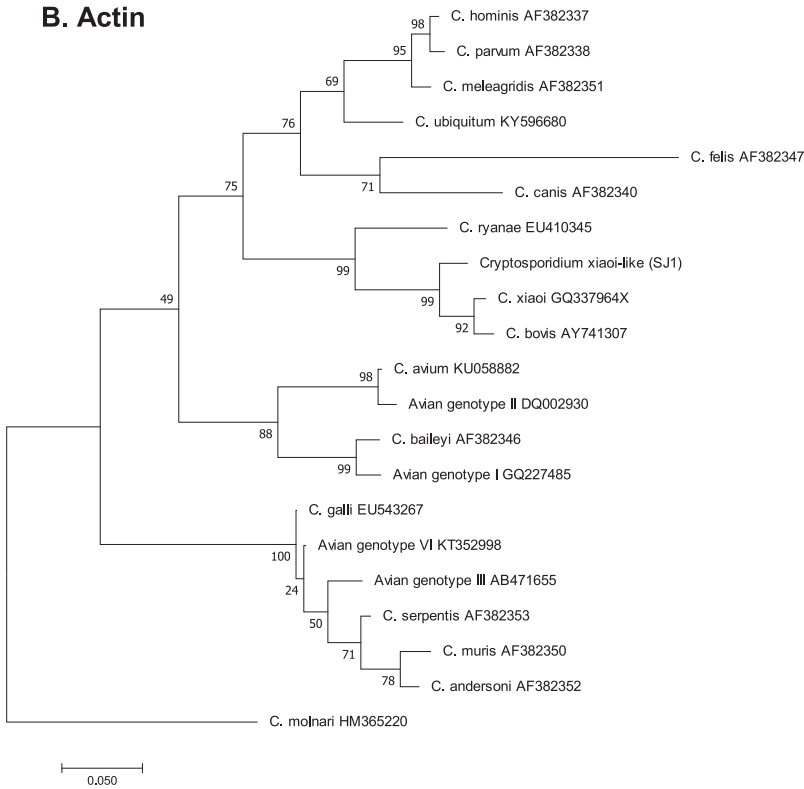 B. Actin
C. hominis AF382337
98
C. parvum AF382338
95
C. meleagridis AF382351
69
C. ubiquitum KY596680
76
C. felis AF382347
71
C. canis AF382340
75
C. ryanae EU410345
99
Cryptosporidium xiaoi-like (SJ1)
99
C. xiaoi GQ337964X
92
C. bovis AY741307
49
C. avium KU058882
98
Avian genotype II DQ002930
88
C. baileyi AF382346
99
Avian genotype I GQ227485
C. galli EU543267
100
Avian genotype VI KT352998
24
Avian genotype III AB471655
50
C. serpentis AF382353
71
C. muris AF382350
78
C. andersoni AF382352
C. molnari HM365220
0.050